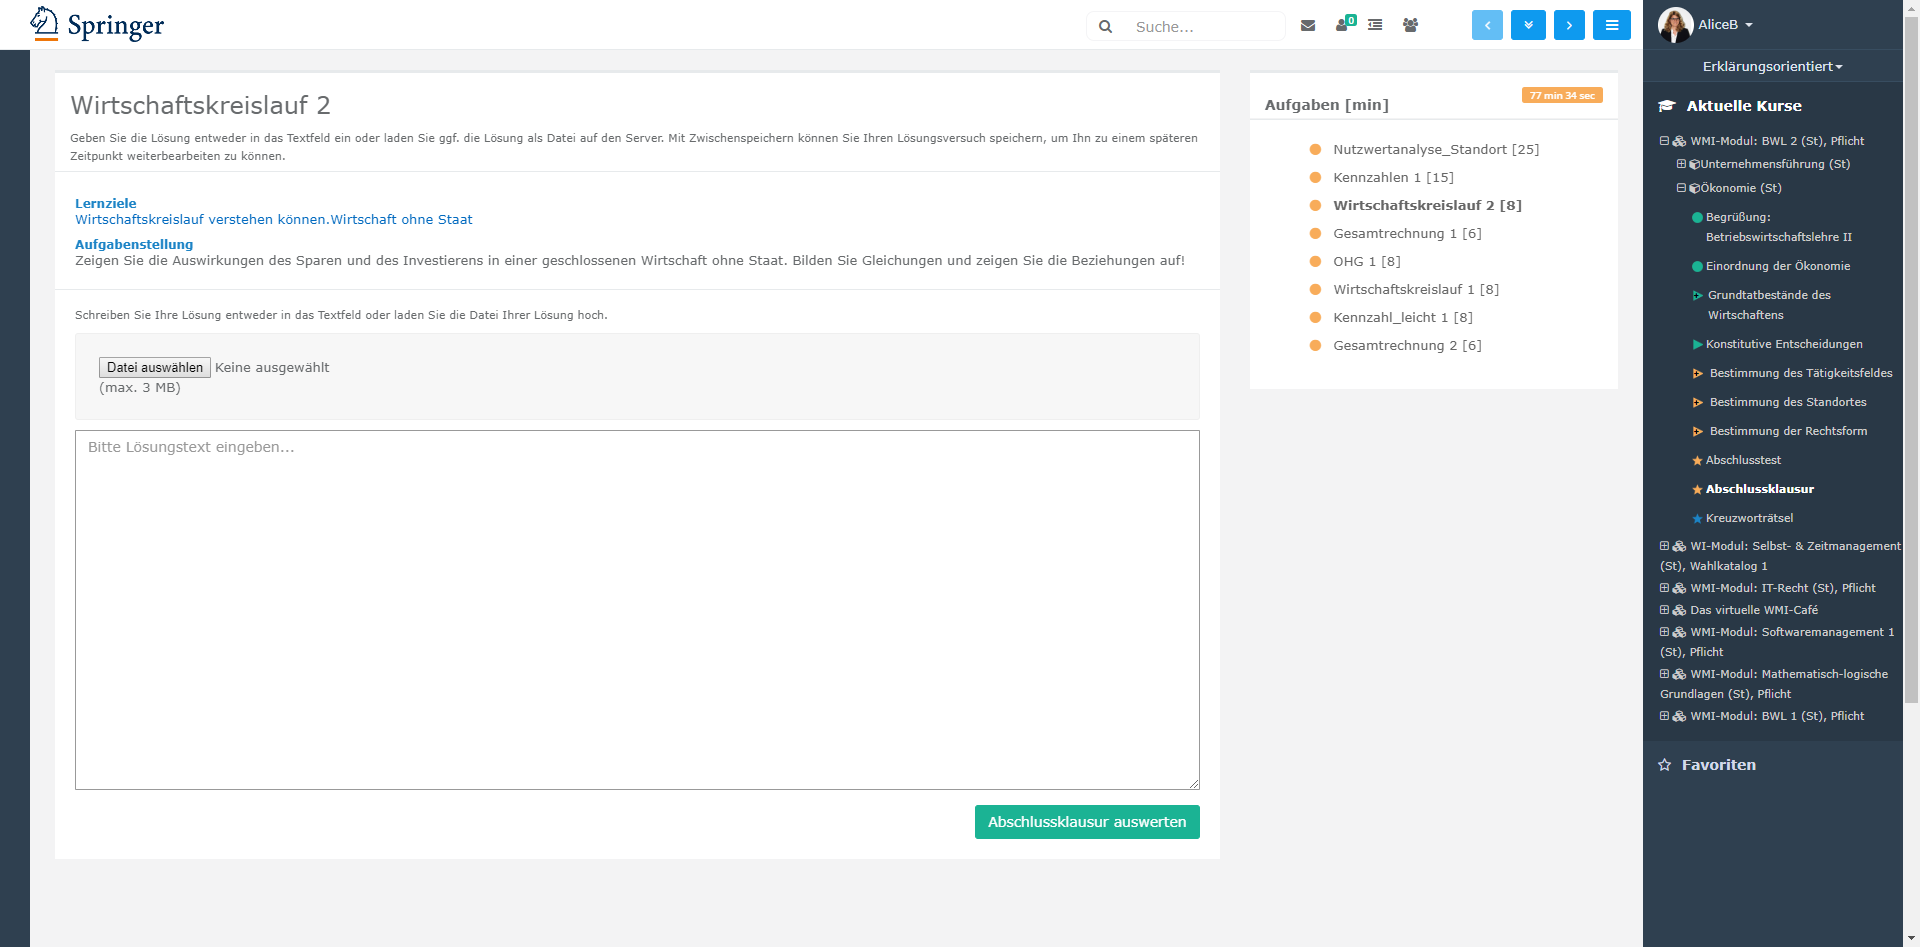 Springer
Suche...
0
AliceB
Erklärungsorientiert
Wirtschaftskreislauf 2
Geben Sie die Lösung entweder in das Textfeld ein oder laden Sie ggf. die Lösung als Datei auf den Server. Mit Zwischenspeichern können Sie Ihren Lösungsversuch speichern, um Ihn zu einem späteren
Zeitpunkt weiterbearbeiten zu können.
Lernziele
Wirtschaftskreislauf verstehen können.Wirtschaft ohne Staat
Aufgabenstellung
Zeigen Sie die Auswirkungen des Sparen und des Investierens in einer geschlossenen Wirtschaft ohne Staat. Bilden Sie Gleichungen und zeigen Sie die Beziehungen auf!
Schreiben Sie Ihre Lösung entweder in das Textfeld oder laden Sie die Datei Ihrer Lösung hoch.
Datei auswählen Keine ausgewählt
(max. 3 MB)
Bitte Lösungstext eingeben...
Abschlussklausur auswerten
Aufgaben [min]
77 min 34 sec
Nutzwertanalyse_Standort [25]
Kennzahlen 1 [15]
Wirtschaftskreislauf 2 [8]
Gesamtrechnung 1 [6]
OHG 1 [8]
Wirtschaftskreislauf 1 [8]
Kennzahl_leicht 1 [8]
Gesamtrechnung 2 [6]
Aktuelle Kurse
WMI-Modul: BWL 2 (St), Pflicht
Unternehmensführung (St)
Ökonomie (St)
Begrüßung:
Betriebswirtschaftslehre II
Einordnung der Ökonomie
Grundtatbestände des
Wirtschaftens
Konstitutive Entscheidungen
Bestimmung des Tätigkeitsfeldes
Bestimmung des Standortes
Bestimmung der Rechtsform
Abschlusstest
Abschlussklausur
Kreuzworträtsel
WI-Modul: Selbst- & Zeitmanagement
(St), Wahlkatalog 1
WMI-Modul: IT-Recht (St), Pflicht
Das virtuelle WMI-Café
WMI-Modul: Softwaremanagement 1
(St), Pflicht
WMI-Modul: Mathematisch-logische
Grundlagen (St), Pflicht
WMI-Modul: BWL 1 (St), Pflicht
Favoriten